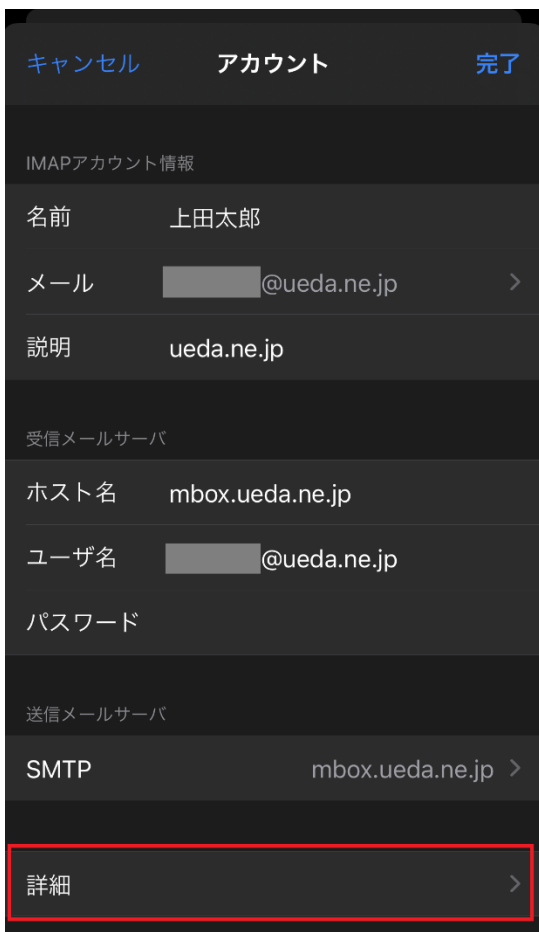 キャンセル アカウント 完了
IMAPアカウント情報
名前 上田太郎
メール @ueda.ne.jp
説明 ueda.ne.jp
受信メールサーバ
ホスト名 mbox.ueda.ne.jp
ユーザ名 @ueda.ne.jp
パスワード
送信メールサーバ
SMTP mbox.ueda.ne.jp
詳細